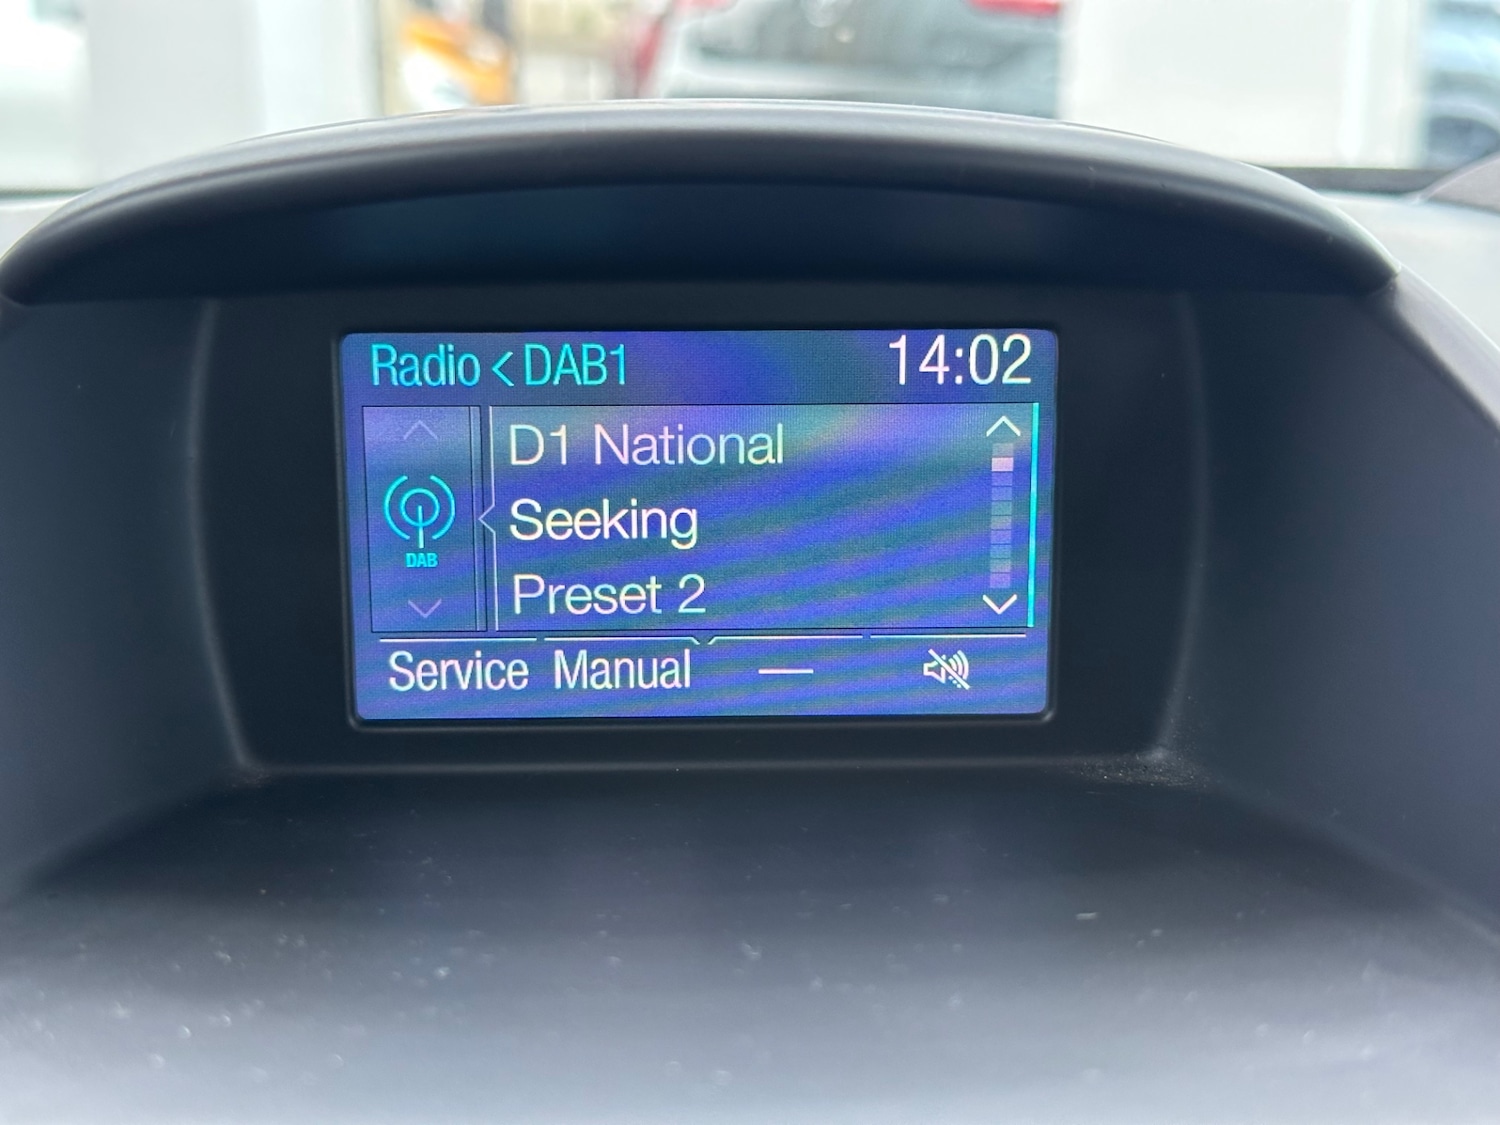 Radio < DAB1 14:02
D1 National
DAB
Seeking
Preset 2
Service Manual —